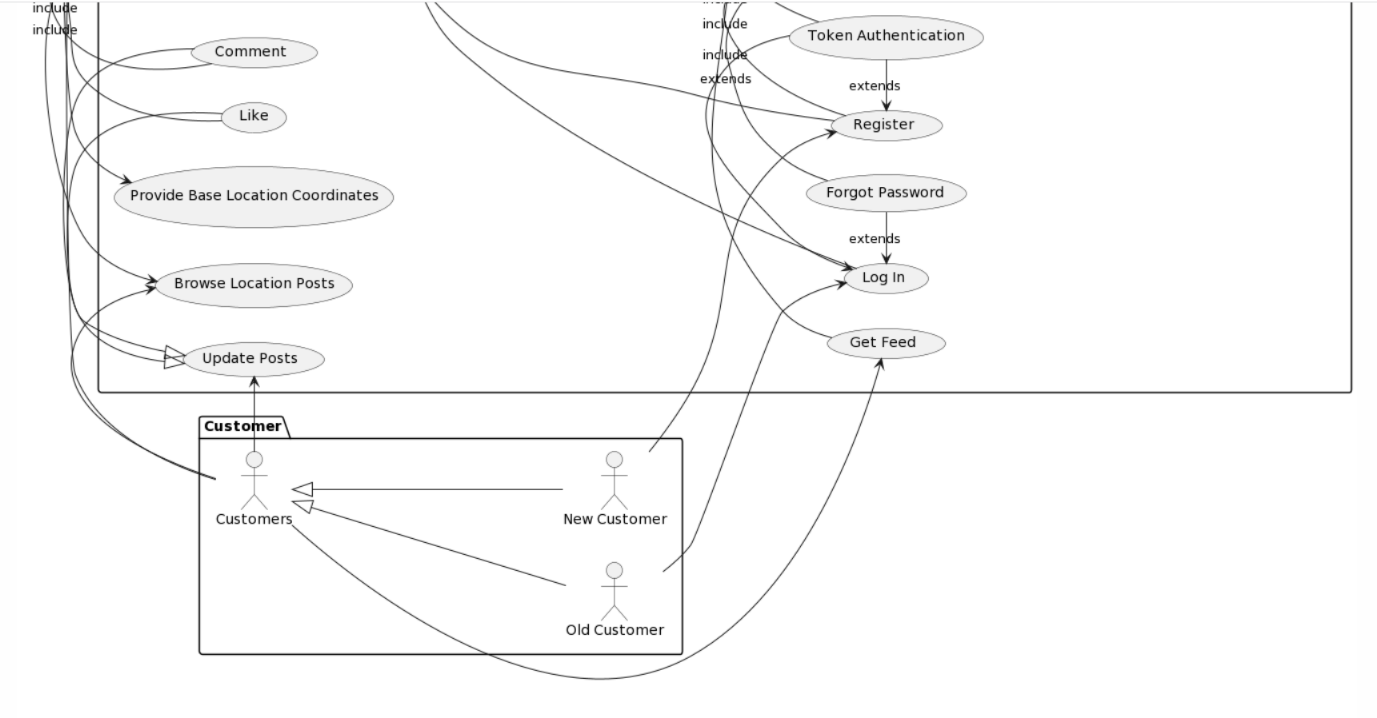 include
include
include
include
include
extends
Comment
Like
Provide Base Location Coordinates
Browse Location Posts
Update Posts
Token Authentication
extends
Register
Forgot Password
extends
Log In
Get Feed
Customer
Customers
New Customer
Old Customer